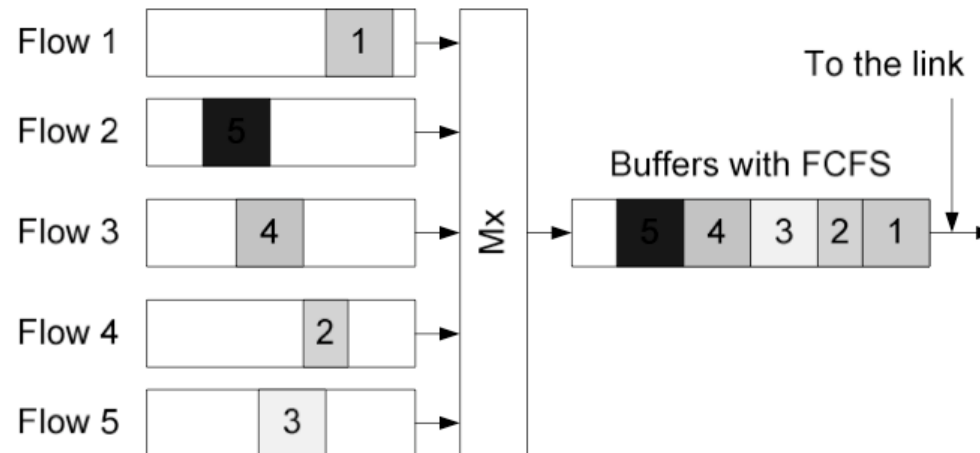 Flow 1
1
To the link
Flow 2
5
Buffers with FCFS
Flow 3
4
Mx
5 4 3 2 1
Flow 4
2
Flow 5
3